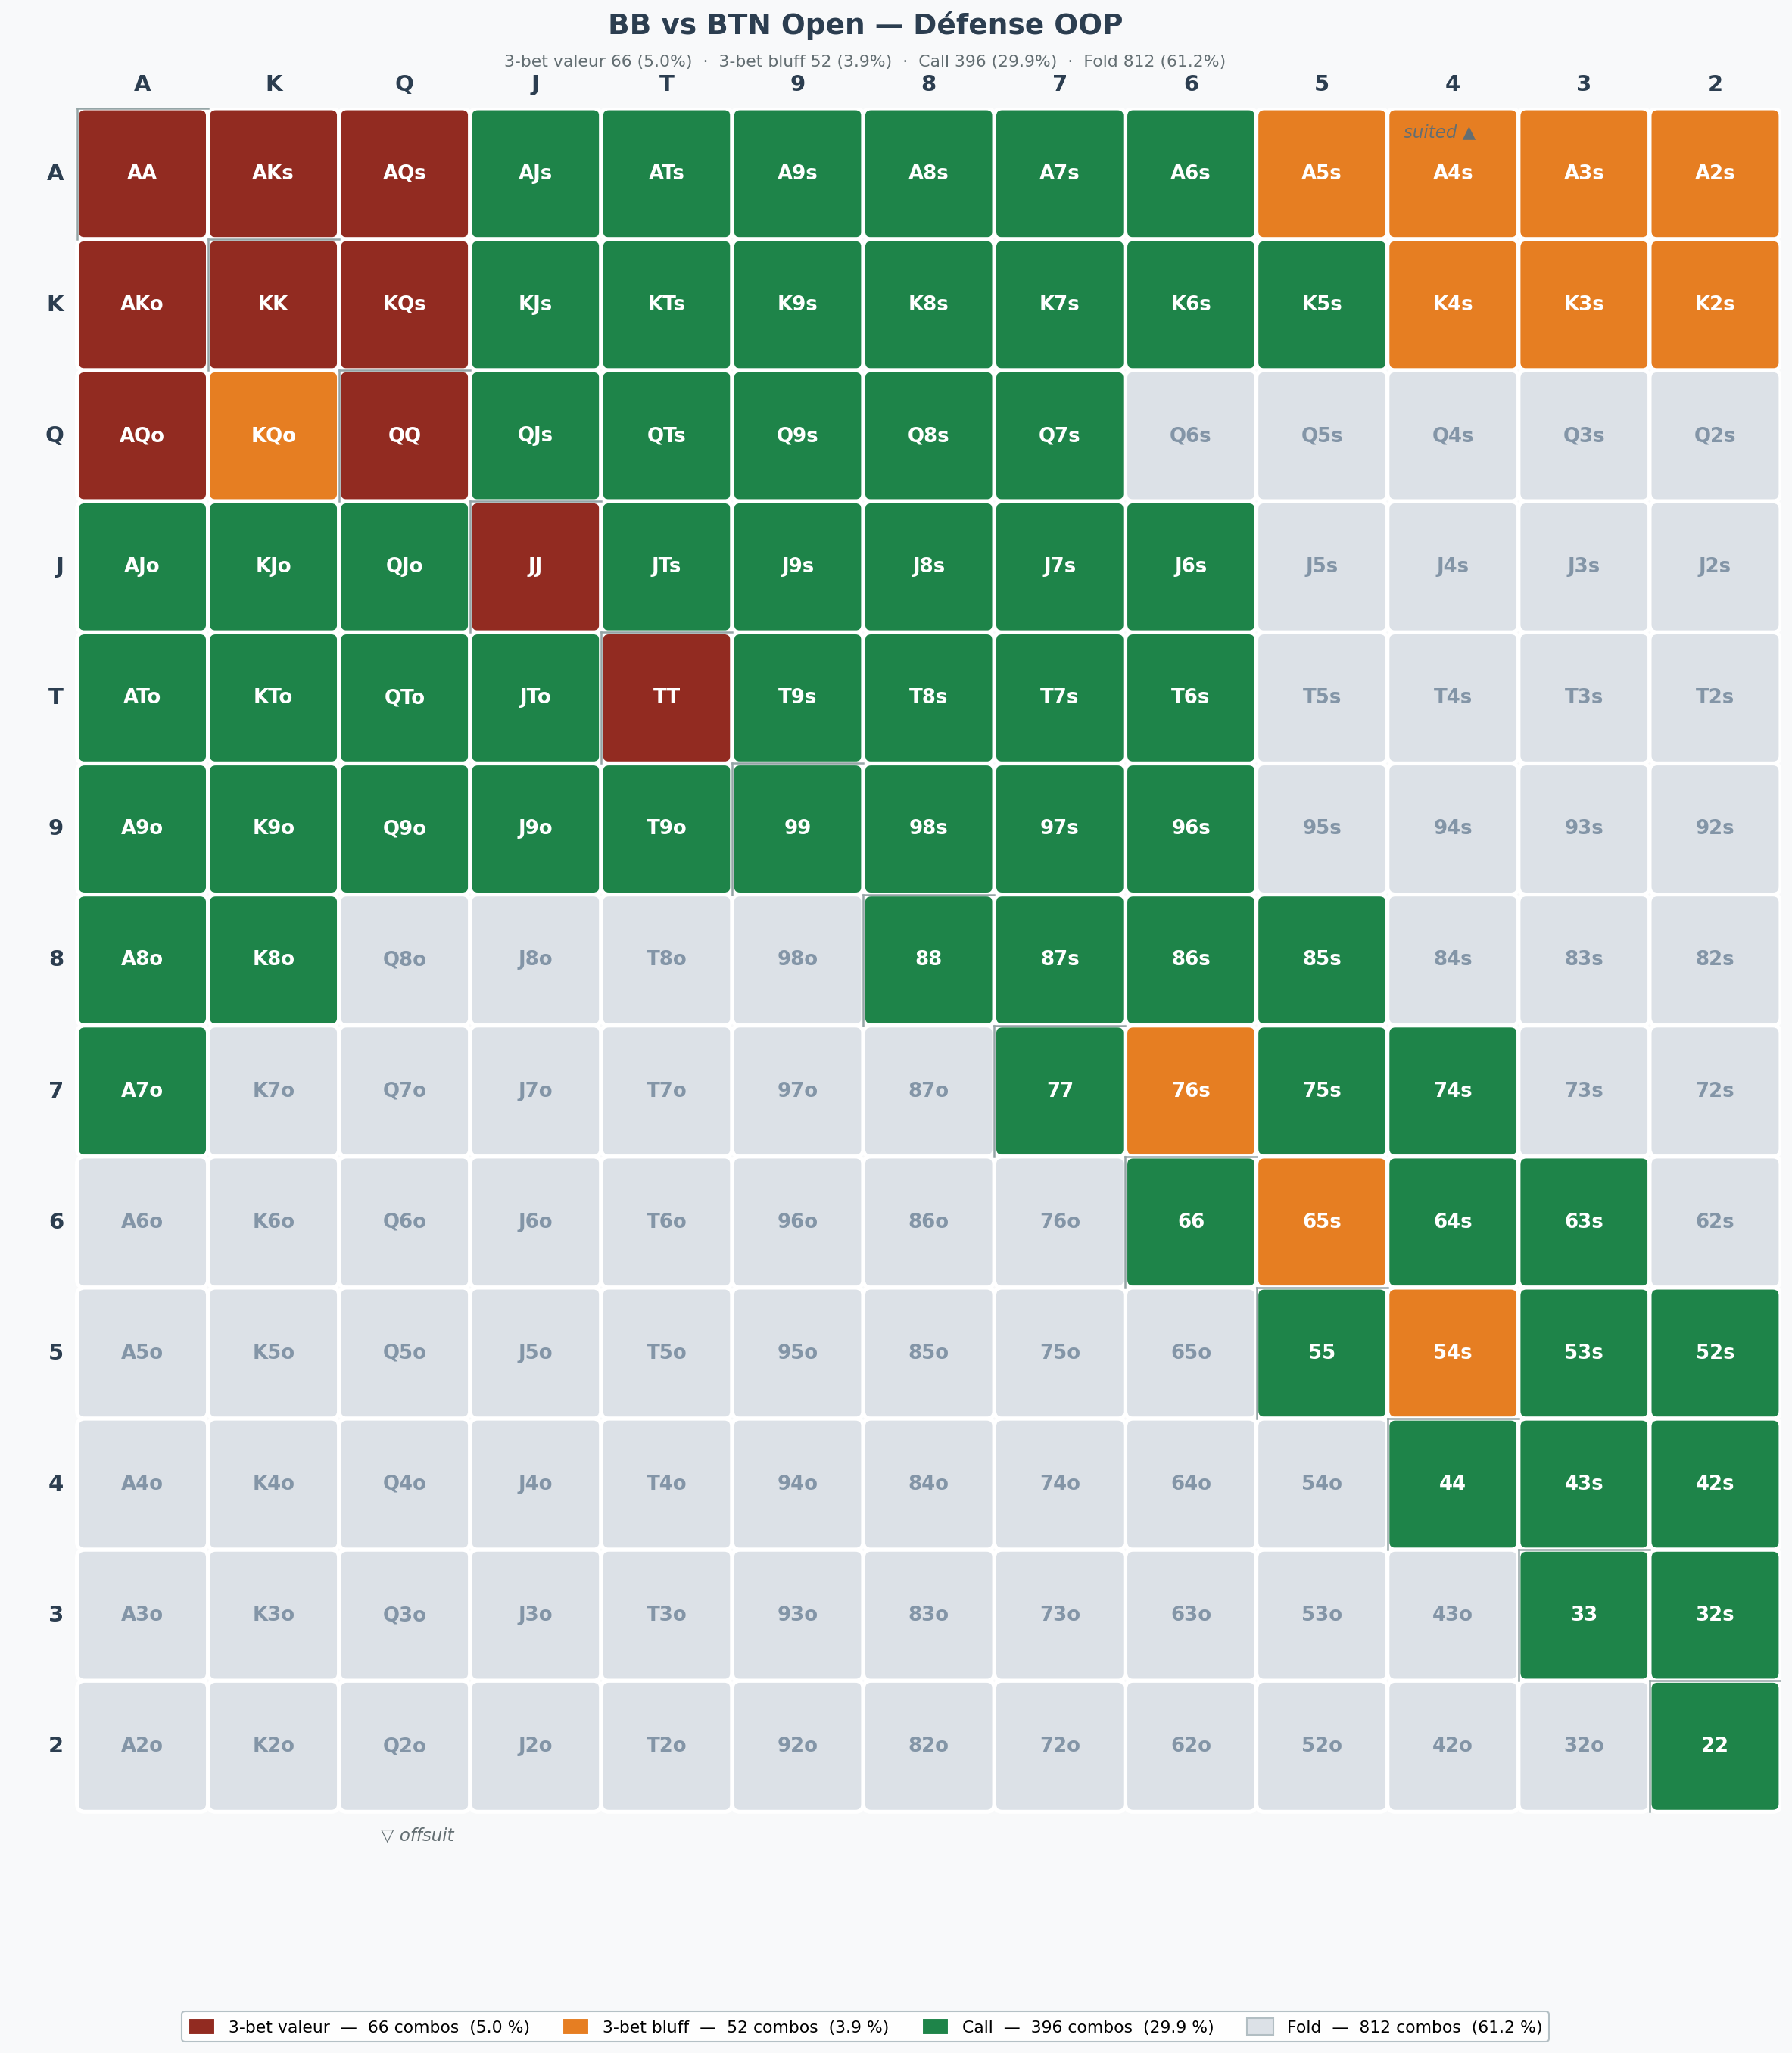 BB vs BTN Open — Défense OOP
3-bet valeur 66 (5.0%) · 3-bet bluff 52 (3.9%) · Call 396 (29.9%) · Fold 812 (61.2%)
A K Q J T 9 8 7 6 5 4 3 2
suited ▲
A AA AKs AQs AJs ATs A9s A8s A7s A6s A5s A4s A3s A2s
K AKo KK KQs KJs KTs K9s K8s K7s K6s K5s K4s K3s K2s
Q AQo KQo QQ QJs QTs Q9s Q8s Q7s Q6s Q5s Q4s Q3s Q2s
J AJo KJo QJo JJ JTs J9s J8s J7s J6s J5s J4s J3s J2s
T ATo KTo QTo JTo TT T9s T8s T7s T6s T5s T4s T3s T2s
9 A9o K9o Q9o J9o T9o 99 98s 97s 96s 95s 94s 93s 92s
8 A8o K8o Q8o J8o T8o 98o 88 87s 86s 85s 84s 83s 82s
7 A7o K7o Q7o J7o T7o 97o 87o 77 76s 75s 74s 73s 72s
6 A6o K6o Q6o J6o T6o 96o 86o 76o 66 65s 64s 63s 62s
5 A5o K5o Q5o J5o T5o 95o 85o 75o 65o 55 54s 53s 52s
4 A4o K4o Q4o J4o T4o 94o 84o 74o 64o 54o 44 43s 42s
3 A3o K3o Q3o J3o T3o 93o 83o 73o 63o 53o 43o 33 32s
2 A2o K2o Q2o J2o T2o 92o 82o 72o 62o 52o 42o 32o 22
▽ offsuit
3-bet valeur — 66 combos (5.0 %) 3-bet bluff — 52 combos (3.9 %) Call — 396 combos (29.9 %) Fold — 812 combos (61.2 %)